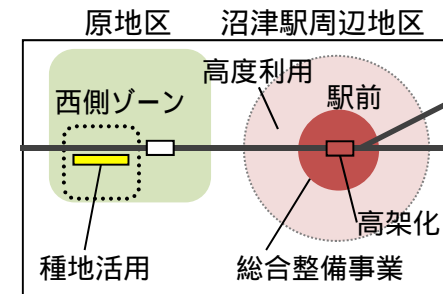 原地区
沼津駅周辺地区
高度利用
西側ゾーン
駅前
高架化
種地活用
総合整備事業